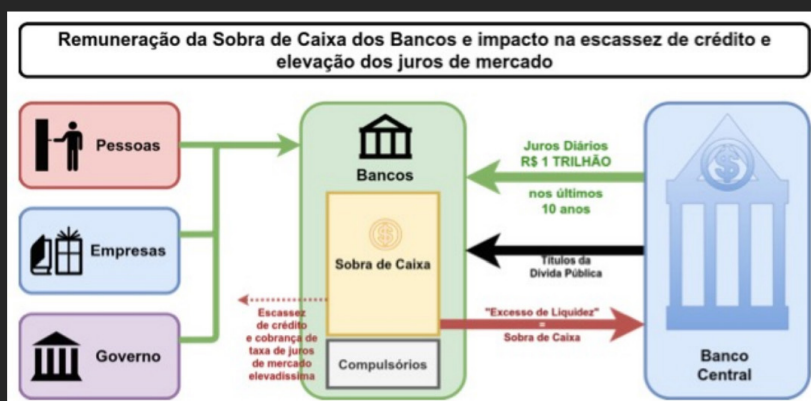 Remuneração da Sobra de Caixa dos Bancos e impacto na escassez de crédito e
elevação dos juros de mercado
Pessoas
Empresas
Governo
Bancos
Sobra de Caixa
Compulsórios
Escassez
de crédito
e cobrança de
taxa de juros
de mercado
elevadíssima
Juros Diários
R$ 1 TRILHÃO
nos últimos
10 anos
Títulos da
Dívida Pública
"Excesso de Liquidez"
=
Sobra de Caixa
Banco
Central